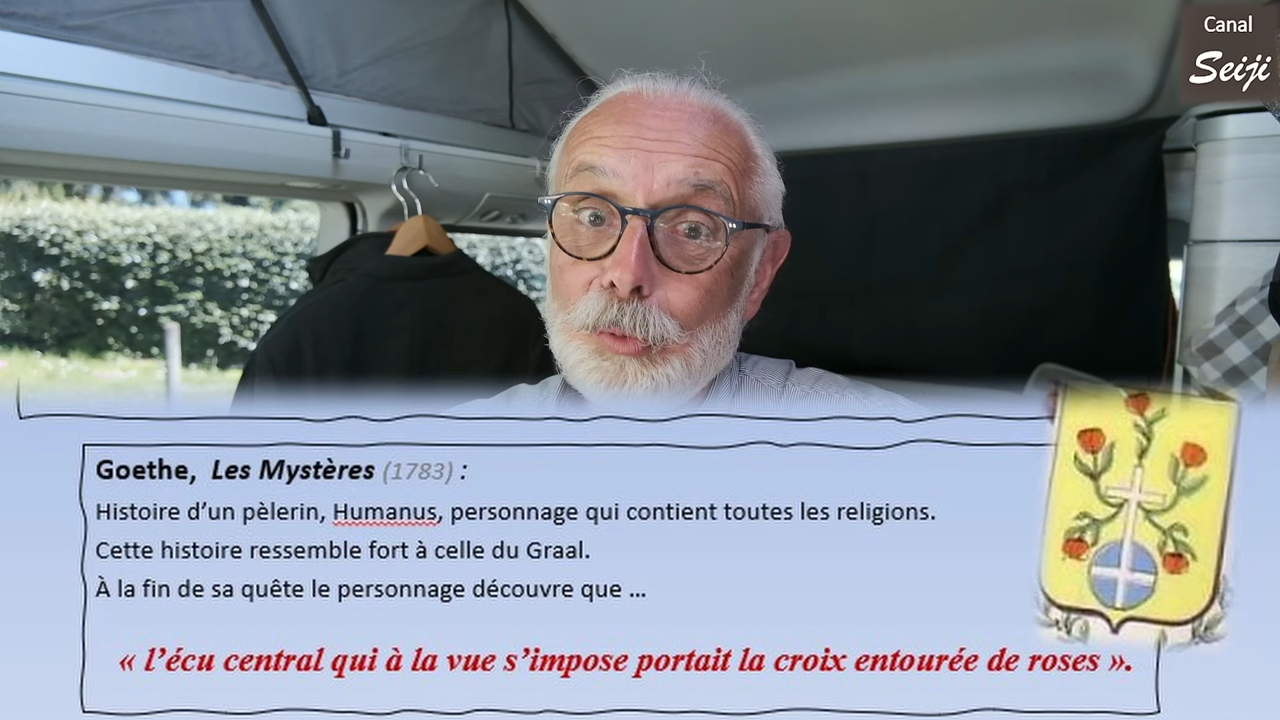 Canal
Seiji
Goethe, Les Mystères (1783) :
Histoire d’un pèlerin, Humanus, personnage qui contient toutes les religions.
Cette histoire ressemble fort à celle du Graal.
À la fin de sa quête le personnage découvre que ...
« l’écu central qui à la vue s’impose portait la croix entourée de roses ».